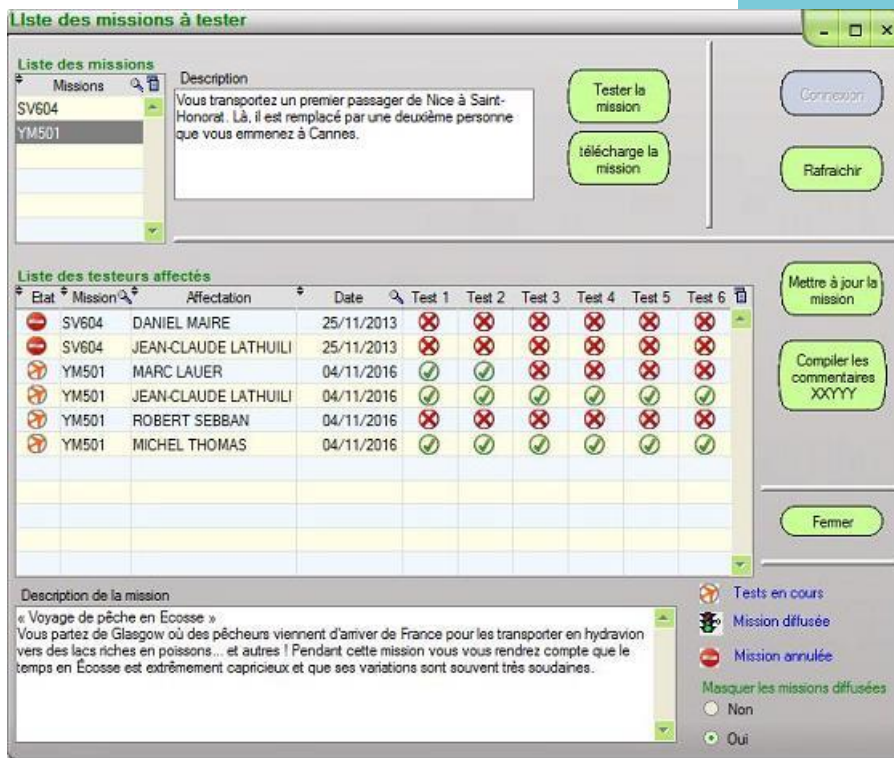 LIste des missions à tester
Liste des missions
Missions
SV604
YM501
Description
Vous transportez un premier passager de Nice à Saint-
Honorat. Là, il est remplacé par une deuxième personne
que vous emmenez à Cannes.
Tester la
mission
télécharge la
mission
Connexion
Rafraichir
Liste des testeurs affectés
Etat Mission Affectation Date Test 1 Test 2 Test 3 Test 4 Test 5 Test 6
SV604 DANIEL MAIRE 25/11/2013
SV604 JEAN-CLAUDE LATHUILI 25/11/2013
YM501 MARC LAUER 04/11/2016
YM501 JEAN-CLAUDE LATHUILI 04/11/2016
YM501 ROBERT SEBBAN 04/11/2016
YM501 MICHEL THOMAS 04/11/2016
Mettre à jour la
mission
Compiler les
commentaires
XXYYY
Fermer
Description de la mission
« Voyage de pêche en Ecosse »
Vous partez de Glasgow où des pêcheurs viennent d'arriver de France pour les transporter en hydravion
vers des lacs riches en poissons... et autres ! Pendant cette mission vous vous rendrez compte que le
temps en Écosse est extrêmement capricieux et que ses variations sont souvent très soudaines.
Tests en cours
Mission diffusée
Mission annulée
Masquer les missions diffusées
Non
Oui